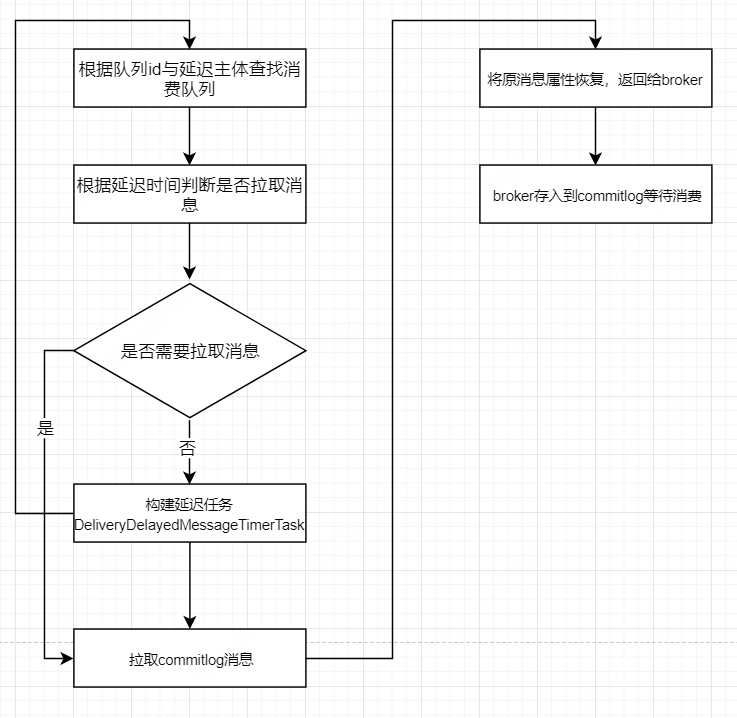 根据队列id与延迟主体查找消
费队列
根据延迟时间判断是否拉取消
息
是否需要拉取消息
是
否
构建延迟任务
DeliveryDelayedMessageTimerTask
拉取commitlog消息
将原消息属性恢复，返回给broker
broker存入到commitlog等待消费